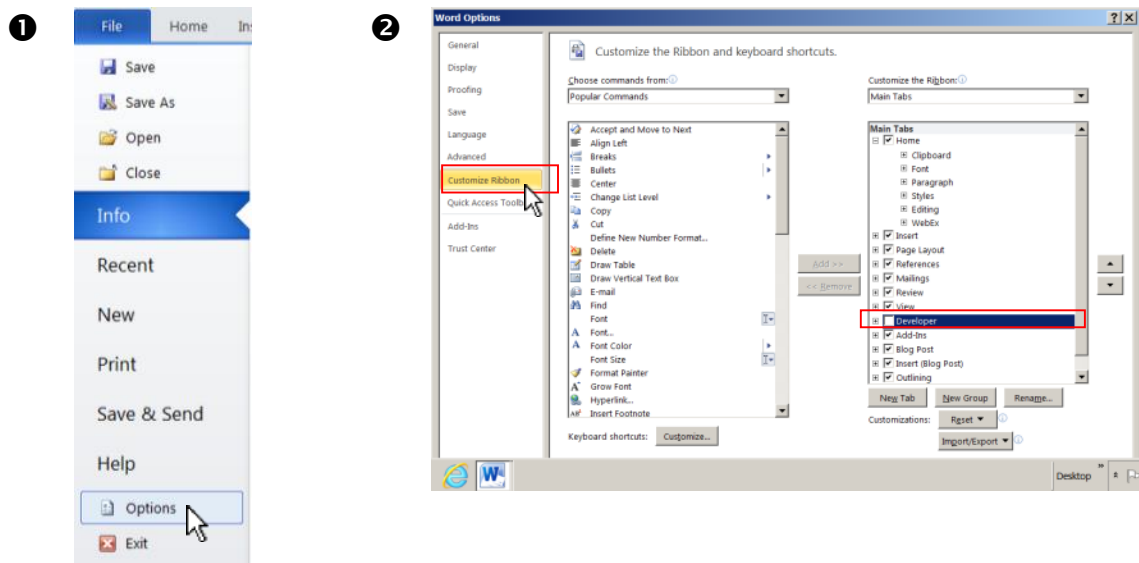 ❶
File Home In
Save
Save As
Open
Close
Info
Recent
New
Print
Save & Send
Help
Options
Exit
❷
Word Options
General
Display
Proofing
Save
Language
Advanced
Customize Ribbon
Quick Access Toolb
Add-Ins
Trust Center
Customize the Ribbon and keyboard shortcuts.
Choose commands from:
Popular Commands
Accept and Move to Next
Align Left
Breaks
Bullets
Center
Change List Level
Copy
Cut
Define New Number Format...
Delete
Draw Table
Draw Vertical Text Box
E-mail
Find
Font
Font...
Font Color
Font Size
Format Painter
Grow Font
Hyperlink...
Insert Footnote
Keyboard shortcuts: Customize...
Add >>
<< Remove
Customize the Ribbon:
Main Tabs
Main Tabs
Home
Clipboard
Font
Paragraph
Styles
Editing
WebEx
Insert
Page Layout
References
Mailings
Review
View
Developer
Add-Ins
Blog Post
Insert (Blog Post)
Outlining
New Tab New Group Rename...
Customizations: Reset
Import/Export
Desktop